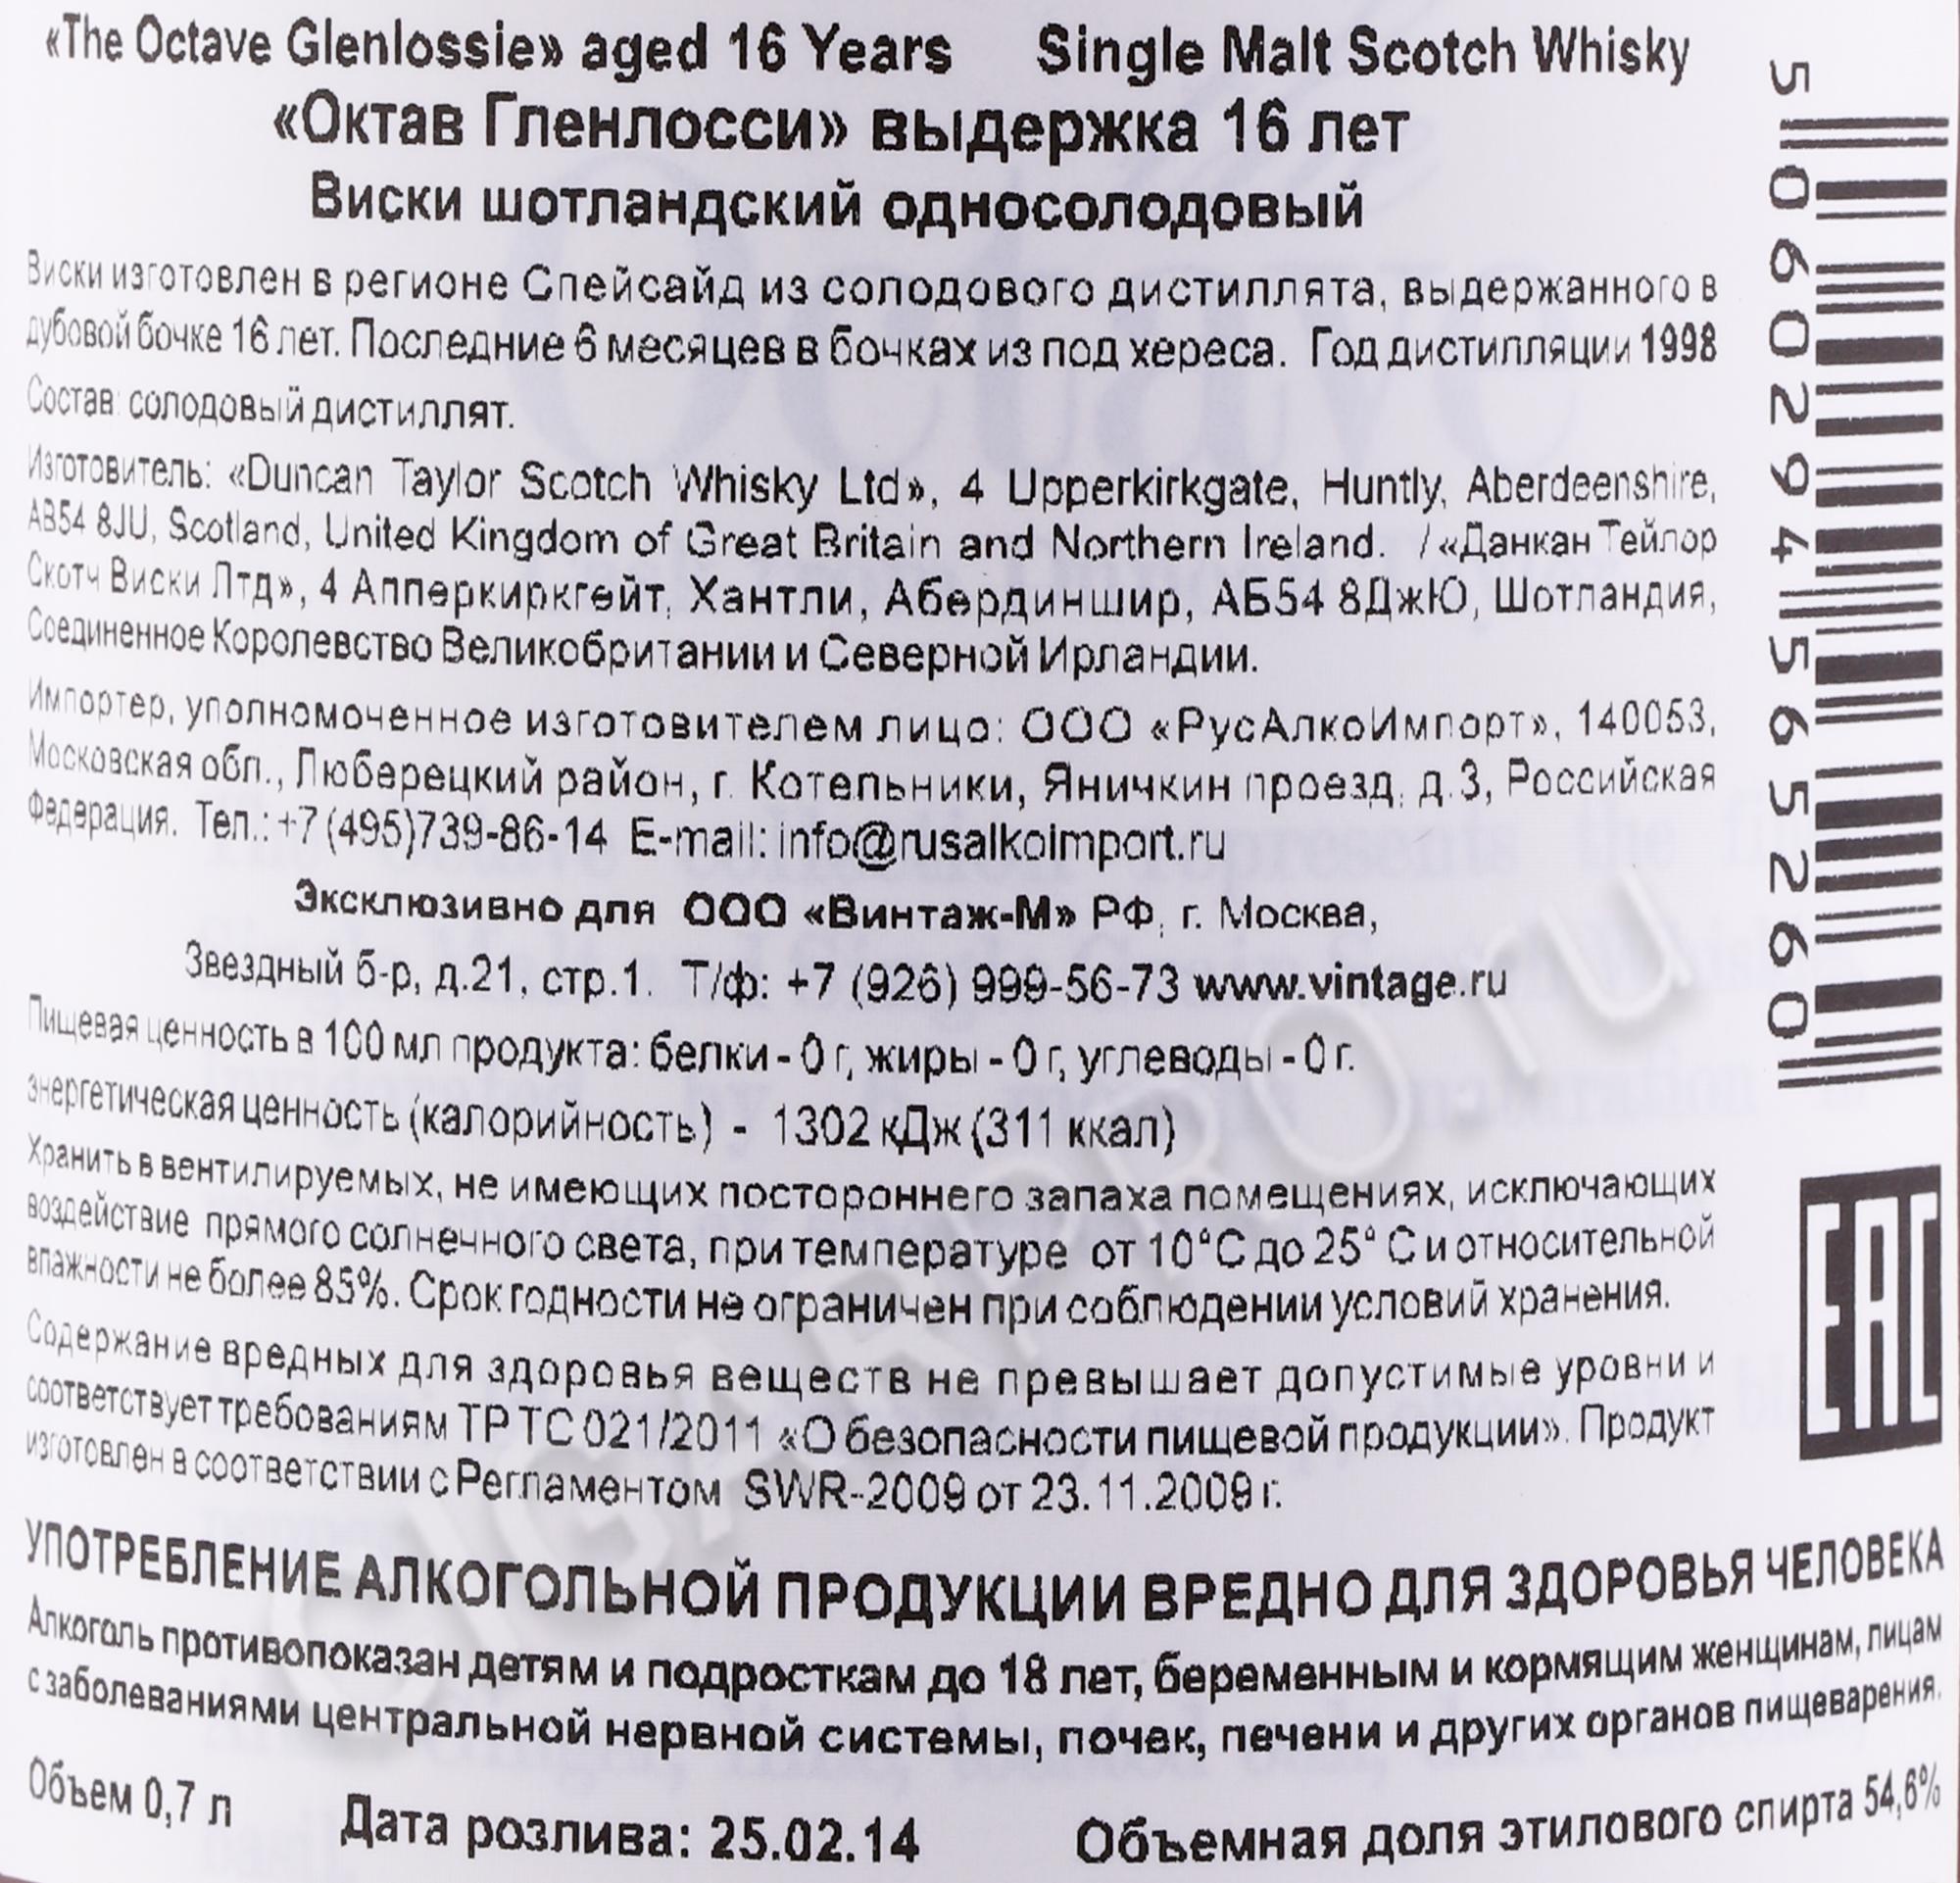 «The Octave Glenlossie» aged 16 Years Single Malt Scotch Whisky
«Октав Гленлосси» выдержка 16 лет
Виски шотландский односолодовый
Виски изготовлен в регионе Спейсайд из солодового дистиллята, выдержанного в
дубовой бочке 16 лет. Последние 6 месяцев в бочках из под хереса. Год дистилляции 1998
Состав: солодовый дистиллят.
Изготовитель: «Duncan Taylor Scotch Whisky Ltd», 4 Upperkirkgate, Huntly, Aberdeenshire,
AB54 8JU, Scotland, United Kingdom of Great Britain and Northern Ireland. / «Данкан Тейлор
Скотч Виски Лтд», 4 Апперкиркгейт, Хантли, Абердиншир, АБ54 8ДжЮ, Шотландия,
Соединенное Королевство Великобритании и Северной Ирландии.
Импортер, уполномоченное изготовителем лицо: ООО «РусАлкоИмпорт», 140053,
Московская обл., Люберецкий район, г. Котельники, Яничкин проезд, д.3, Российская
Федерация. Тел.: +7 (495)739-86-14 E-mail: info@rusalkoimport.ru
Эксклюзивно для ООО «Винтаж-М» РФ, г. Москва,
Звездный б-р, д.21, стр.1. Т/ф: +7 (926) 999-56-73 www.vintage.ru
Пищевая ценность в 100 мл продукта: белки - 0 г, жиры - 0 г, углеводы - 0 г.
энергетическая ценность (калорийность) - 1302 кДж (311 ккал)
Хранить в вентилируемых, не имеющих постороннего запаха помещениях, исключающих
воздействие прямого солнечного света, при температуре от 10°С до 25° С и относительной
влажности не более 85%. Срок годности не ограничен при соблюдении условий хранения.
Содержание вредных для здоровья веществ не превышает допустимые уровни и
соответствует требованиям ТР ТС 021/2011 «О безопасности пищевой продукции». Продукт
изготовлен в соответствии с Регламентом SWR-2009 от 23.11.2009 г.
УПОТРЕБЛЕНИЕ АЛКОГОЛЬНОЙ ПРОДУКЦИИ ВРЕДНО ДЛЯ ЗДОРОВЬЯ ЧЕЛОВЕКА
Алкоголь противопоказан детям и подросткам до 18 лет, беременным и кормящим женщинам, лицам
с заболеваниями центральной нервной системы, почек, печени и других органов пищеварения.
Объем 0,7 л Дата розлива: 25.02.14 Объемная доля этилового спирта 54,6%
5 060294 565260
EAC
CIGARPRO.ru